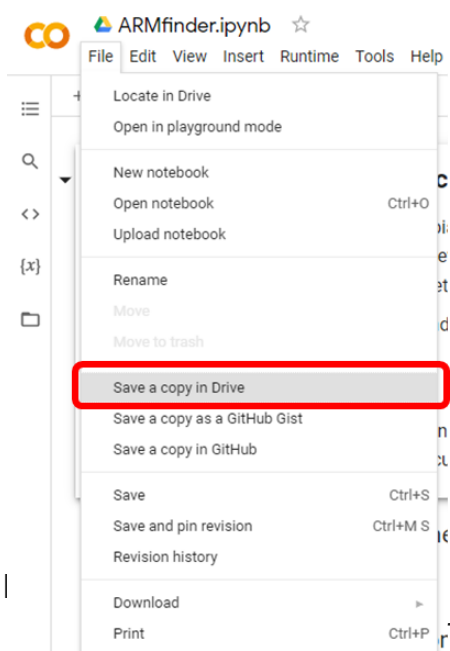 ARMfinder.ipynb
File Edit View Insert Runtime Tools Help
Locate in Drive
Open in playground mode
New notebook
Open notebook Ctrl+O
Upload notebook
Rename
Move
Move to trash
Save a copy in Drive
Save a copy as a GitHub Gist
Save a copy in GitHub
Save Ctrl+S
Save and pin revision Ctrl+M S
Revision history
Download
Print Ctrl+P
{x}